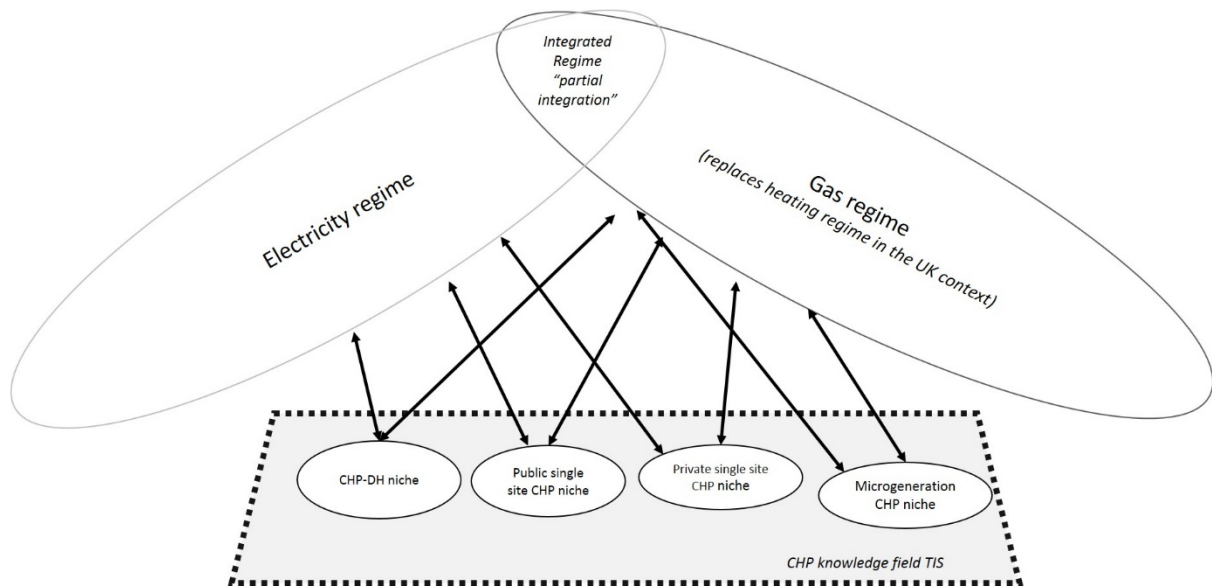 Integrated
Regime
“partial
integration”
Electricity regime
Gas regime
(replaces heating regime in the UK context)
CHP-DH niche
Public single
site CHP niche
Private single site
CHP niche
Microgeneration
CHP niche
CHP knowledge field TIS